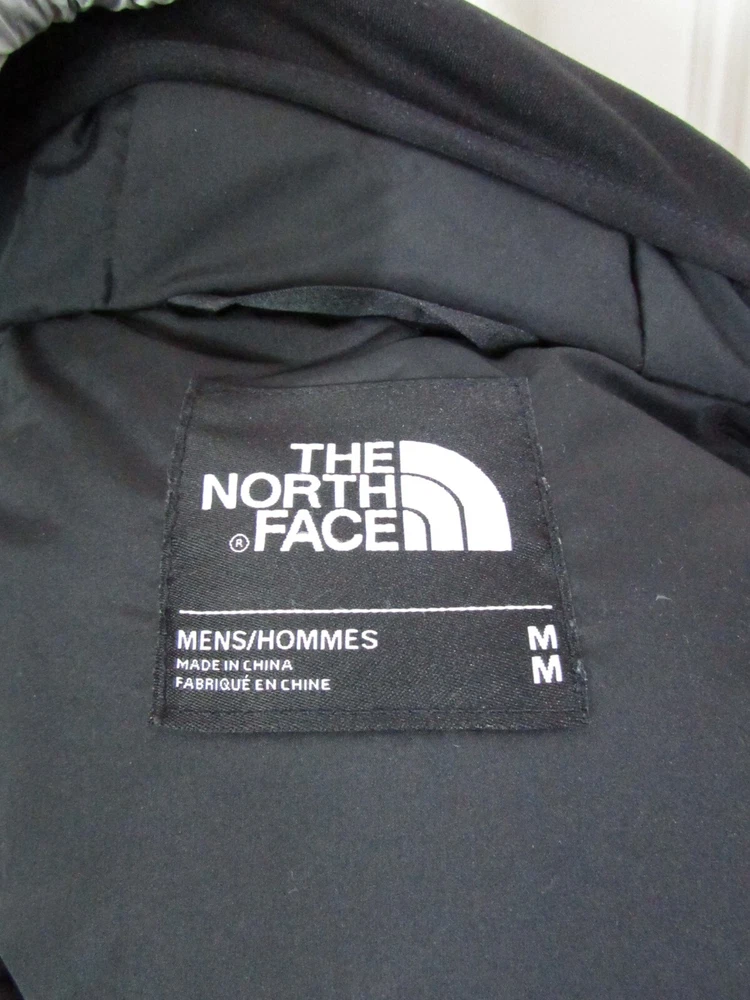 THE
NORTH
® FACE
MENS/HOMMES M
MADE IN CHINA M
FABRIQUÉ EN CHINE